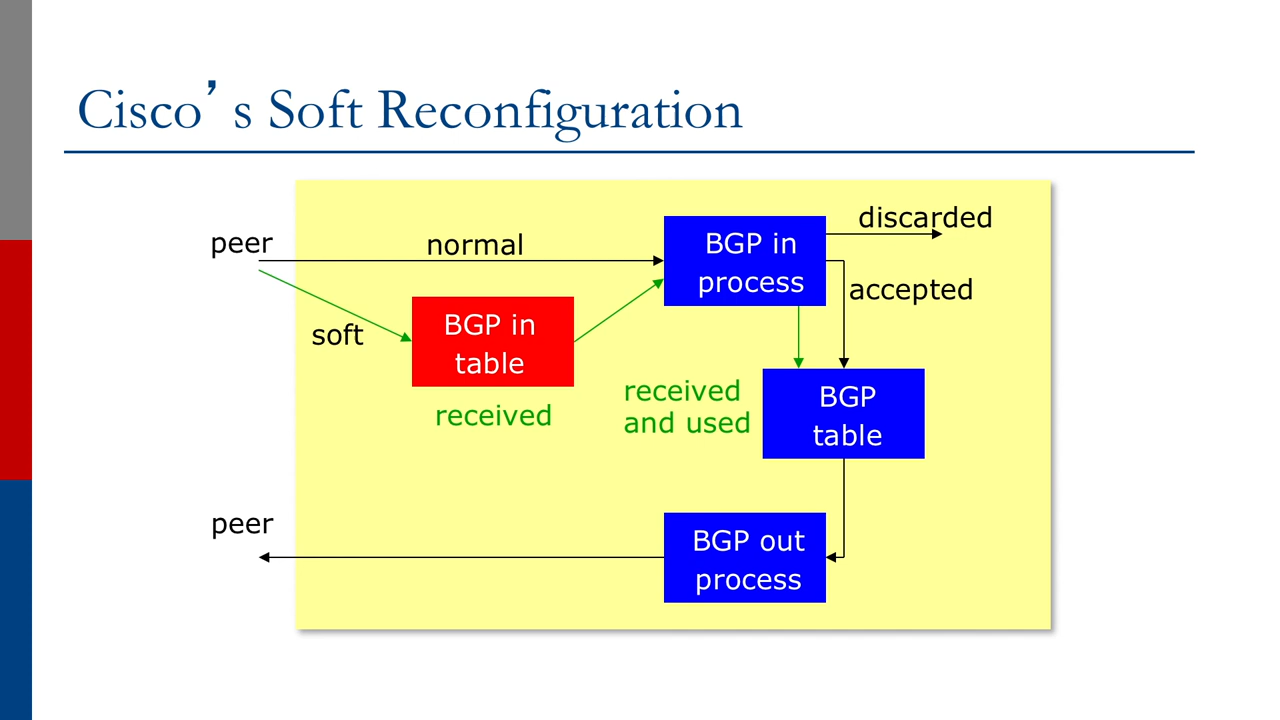 Cisco’s Soft Reconfiguration
discarded
peer
normal
BGP in
process
accepted
soft
BGP in
table
received
received
and used
BGP
table
peer
BGP out
process